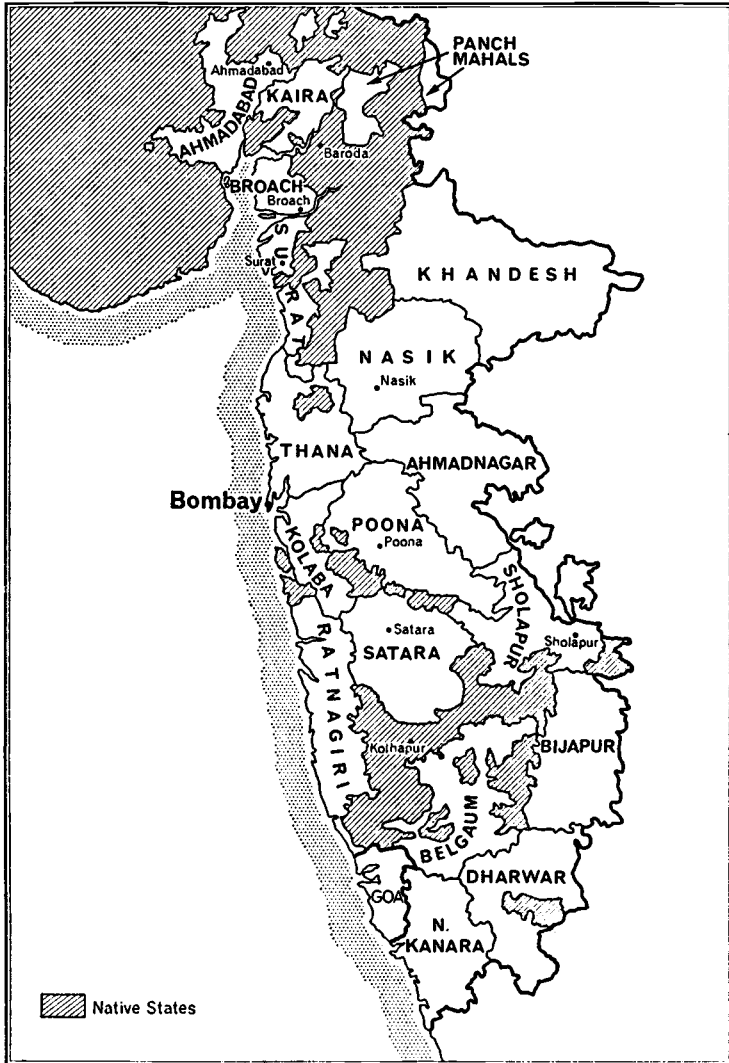 PANCH
MAHALS
Ahmadabad
KAIRA
AHMADABAD
Baroda
BROACH
Broach
SURAT
Surat
KHANDESH
NASIK
Nasik
THANA
AHMADNAGAR
Bombay
POONA
Poona
KOLABA
SHOLAPUR
Satara
SATARA
Sholapur
RATNAGIRI
Kolhapur
BIJAPUR
BELGAUM
DHARWAR
GOA
N.
KANARA
Native States